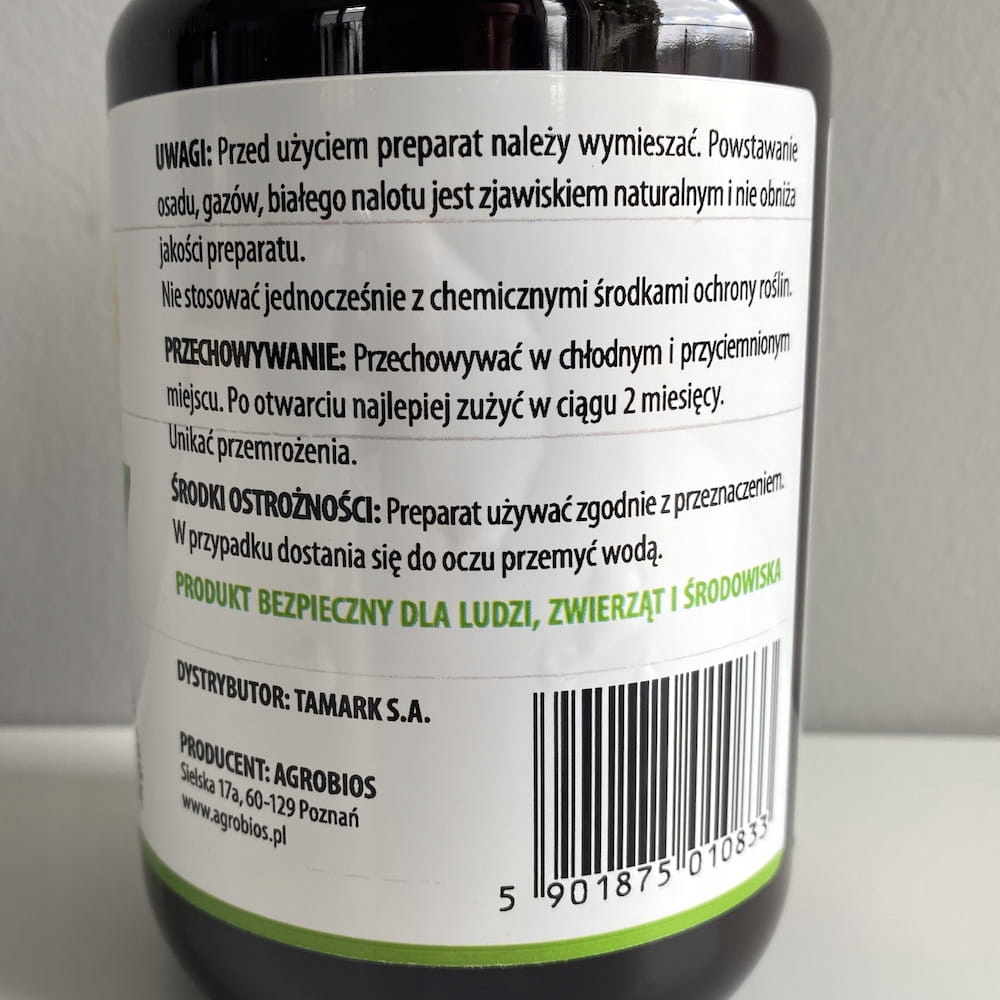 UWAGI: Przed użyciem preparat należy wymieszać. Powstawanie
osadu, gazów, białego nalotu jest zjawiskiem naturalnym i nie obniża
jakości preparatu.
Nie stosować jednocześnie z chemicznymi środkami ochrony roślin.
PRZECHOWYWANIE: Przechowywać w chłodnym i przyciemnionym
miejscu. Po otwarciu najlepiej zużyć w ciągu 2 miesięcy.
Unikać przemrożenia.
ŚRODKI OSTROŻNOŚCI: Preparat używać zgodnie z przeznaczeniem.
W przypadku dostania się do oczu przemyć wodą.
PRODUKT BEZPIECZNY DLA LUDZI, ZWIERZĄT I ŚRODOWISKA
DYSTRYBUTOR: TAMARK S.A.
PRODUCENT: AGROBIOS
Sielska 17a, 60-129 Poznań
www.agrobios.pl
5 901875 010833